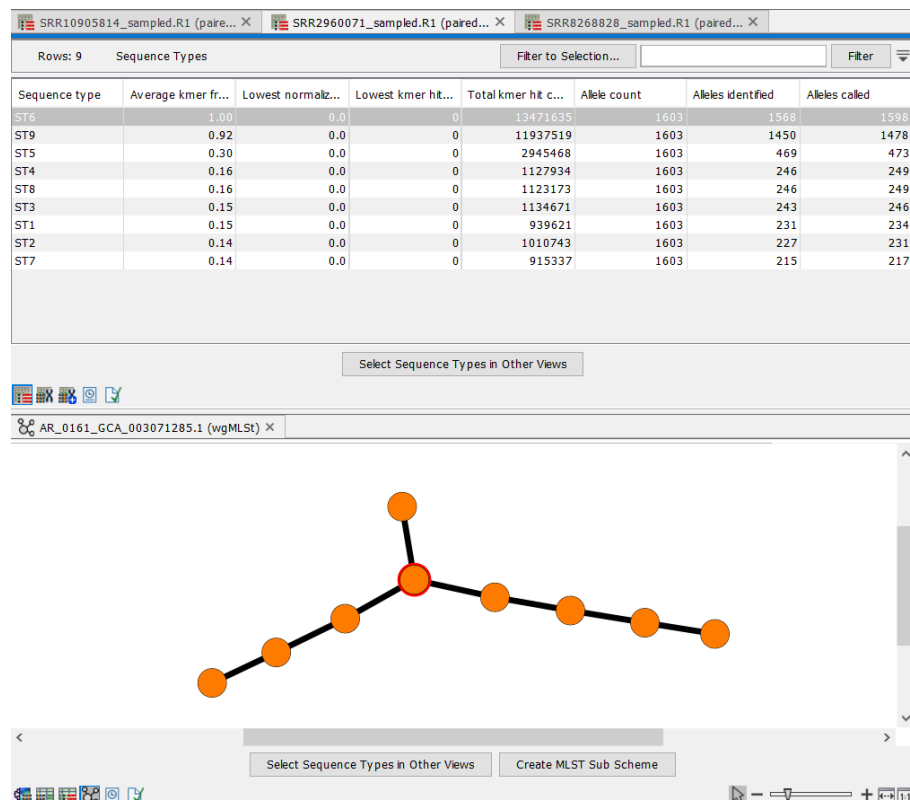 SRR10905814_sampled.R1 (paire... SRR2960071_sampled.R1 (paired... SRR8268828_sampled.R1 (paired...
Rows: 9 Sequence Types Filter to Selection... Filter
Sequence type Average kmer fr... Lowest normaliz... Lowest kmer hit... Total kmer hit c... Allele count Alleles identified Alleles called
ST6 1.00 0.0 0 13471635 1603 1568 1598
ST9 0.92 0.0 0 11937519 1603 1450 1478
ST5 0.30 0.0 0 2945468 1603 469 473
ST4 0.16 0.0 0 1127934 1603 246 249
ST8 0.16 0.0 0 1123173 1603 246 249
ST3 0.15 0.0 0 1134671 1603 243 246
ST1 0.15 0.0 0 939621 1603 231 234
ST2 0.14 0.0 0 1010743 1603 227 231
ST7 0.14 0.0 0 915337 1603 215 217
Select Sequence Types in Other Views
AR_0161_GCA_003071285.1 (wgMLSt)
Select Sequence Types in Other Views Create MLST Sub Scheme
1:1